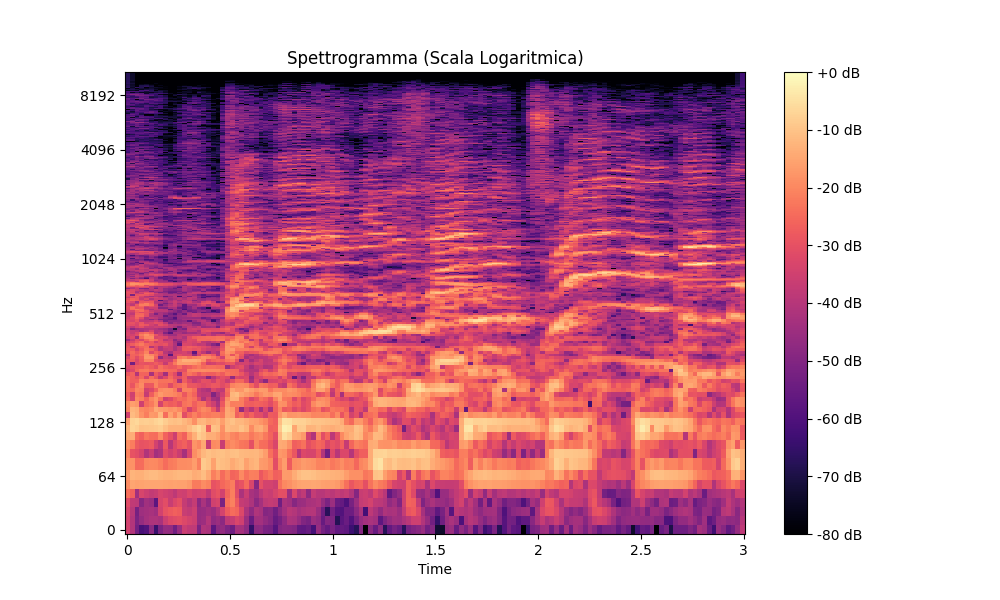 Spettrogramma (Scala Logaritmica)
Hz
8192
4096
2048
1024
512
256
128
64
0
0
0.5
1
1.5
2
2.5
3
Time
+0 dB
-10 dB
-20 dB
-30 dB
-40 dB
-50 dB
-60 dB
-70 dB
-80 dB